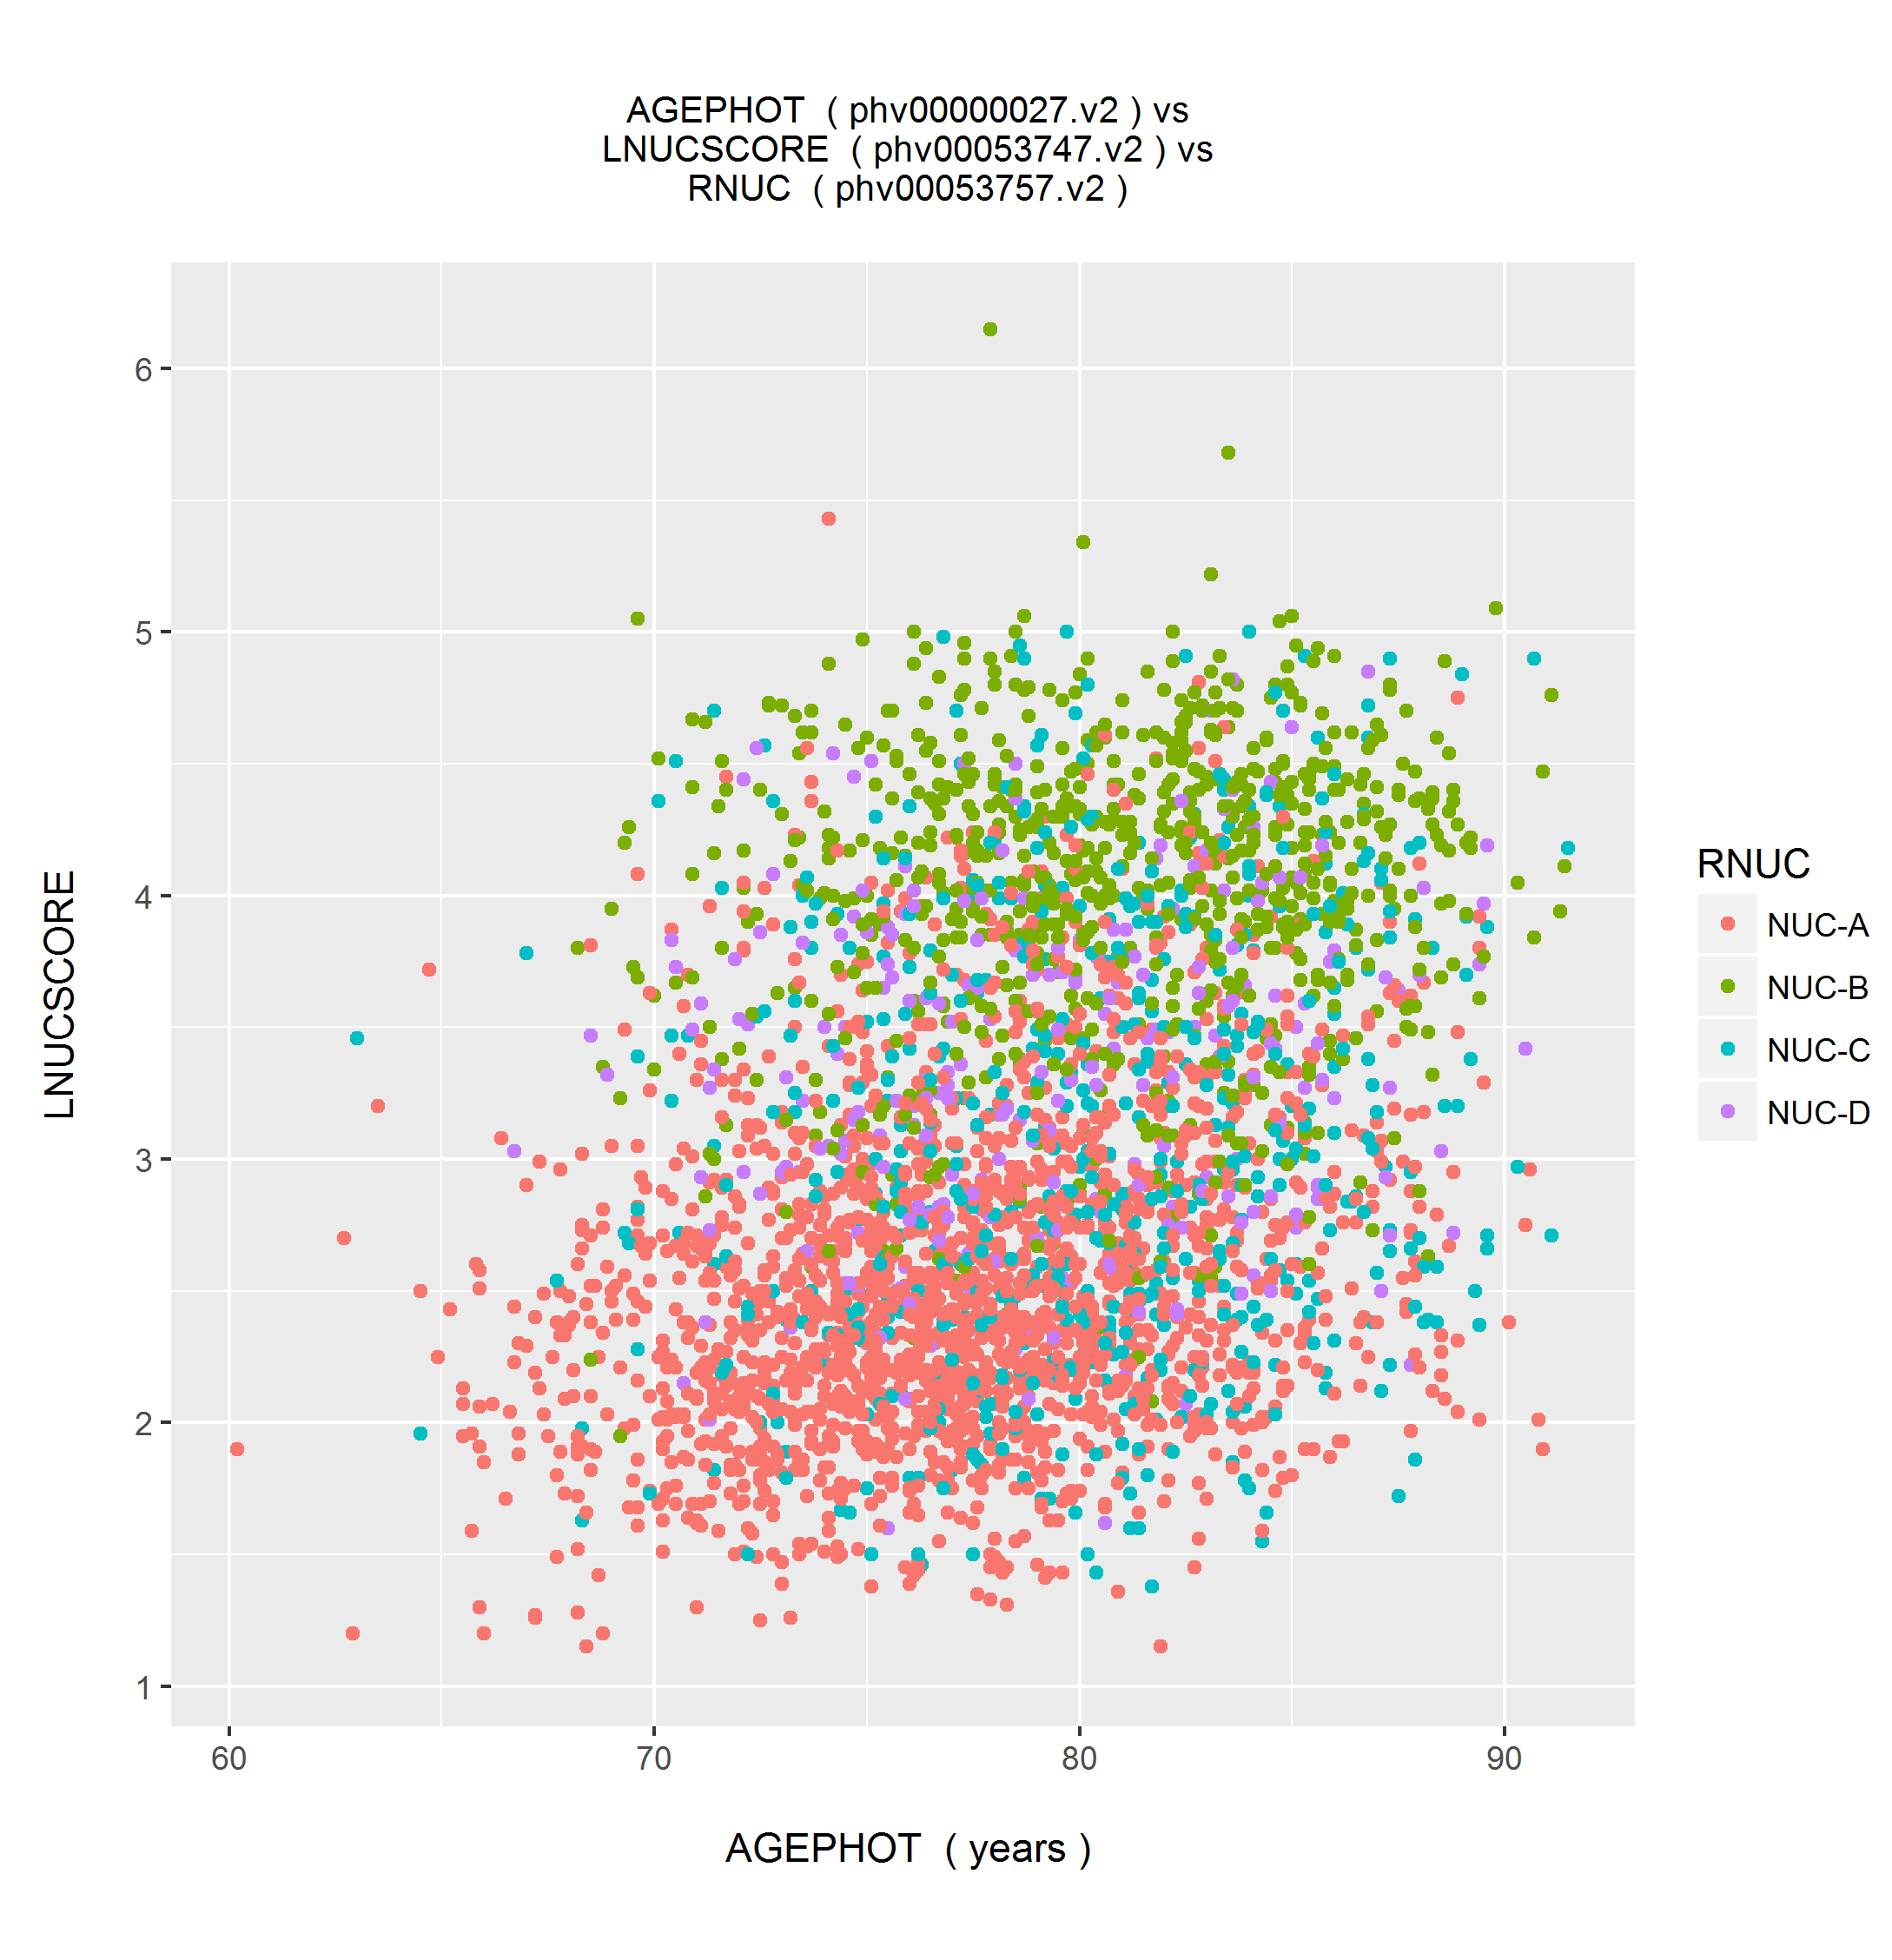 AGEPHOT ( phv00000027.v2 ) vs
LNUCSCORE ( phv00053747.v2 ) vs
RNUC ( phv00053757.v2 )
6
5
4
3
2
1
LNUCSCORE
60 70 80 90
AGEPHOT ( years )
RNUC
NUC-A
NUC-B
NUC-C
NUC-D